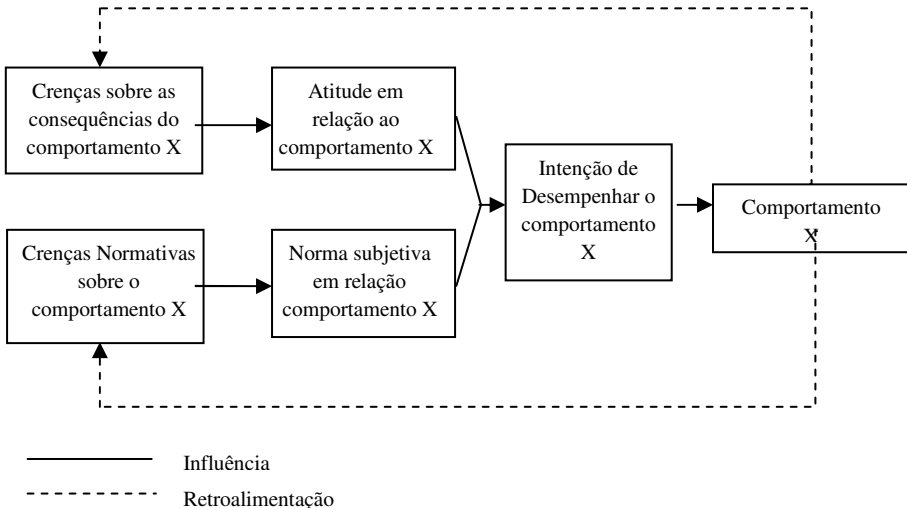 Crenças sobre as
consequências do
comportamento X
Atitude em
relação ao
comportamento X
Intenção de
Desempenhar o
comportamento
X
Comportamento
X
Crenças Normativas
sobre o
comportamento X
Norma subjetiva
em relação
comportamento X
Influência
Retroalimentação